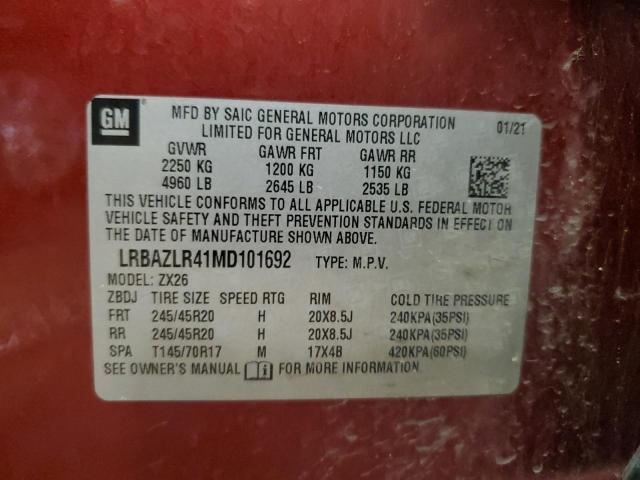 GM
MFD BY SAIC GENERAL MOTORS CORPORATION 01/21
LIMITED FOR GENERAL MOTORS LLC
GVWR GAWR FRT GAWR RR
2250 KG 1200 KG 1150 KG
4960 LB 2645 LB 2535 LB
THIS VEHICLE CONFORMS TO ALL APPLICABLE U.S. FEDERAL MOTOR
VEHICLE SAFETY AND THEFT PREVENTION STANDARDS IN EFFECT ON
THE DATE OF MANUFACTURE SHOWN ABOVE.
LRBAZLR41MD101692 TYPE: M.P.V.
MODEL: ZX26
ZBDJ TIRE SIZE SPEED RTG RIM COLD TIRE PRESSURE
FRT 245/45R20 H 20X8.5J 240KPA(35PSI)
RR 245/45R20 H 20X8.5J 240KPA(35PSI)
SPA T145/70R17 M 17X4B 420KPA(60PSI)
SEE OWNER'S MANUAL FOR MORE INFORMATION.